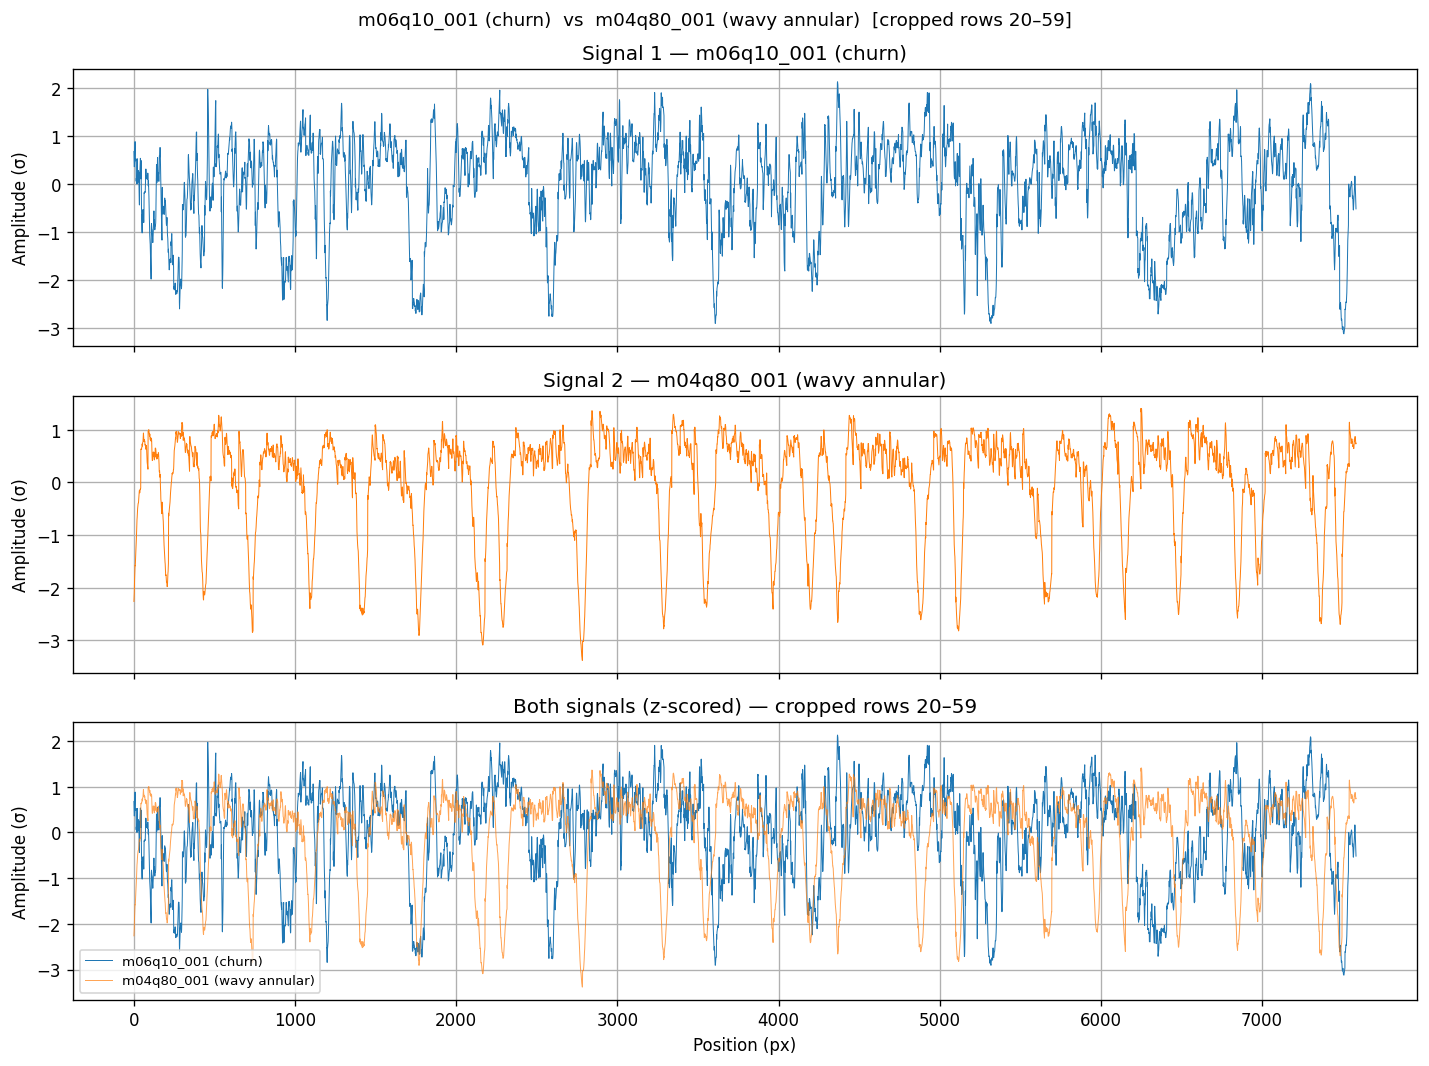 m06q10_001 (churn)  vs  m04q80_001 (wavy annular)  [cropped rows 20–59]
Signal 1 — m06q10_001 (churn)
Amplitude (σ)
2
1
0
−1
−2
−3
Signal 2 — m04q80_001 (wavy annular)
Amplitude (σ)
1
0
−1
−2
−3
Both signals (z-scored) — cropped rows 20–59
Amplitude (σ)
2
1
0
−1
−2
−3
m06q10_001 (churn)
m04q80_001 (wavy annular)
0 1000 2000 3000 4000 5000 6000 7000
Position (px)